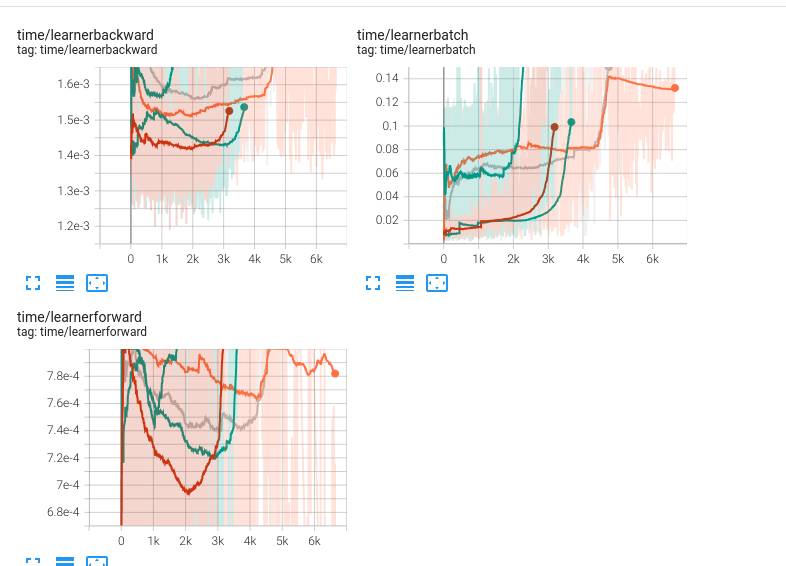 time/learnerbackward
tag: time/learnerbackward
1.6e-3
1.5e-3
1.4e-3
1.3e-3
1.2e-3
0 1k 2k 3k 4k 5k 6k
time/learnerbatch
tag: time/learnerbatch
0.14
0.12
0.1
0.08
0.06
0.04
0.02
0 1k 2k 3k 4k 5k 6k
time/learnerforward
tag: time/learnerforward
7.8e-4
7.6e-4
7.4e-4
7.2e-4
7e-4
6.8e-4
0 1k 2k 3k 4k 5k 6k